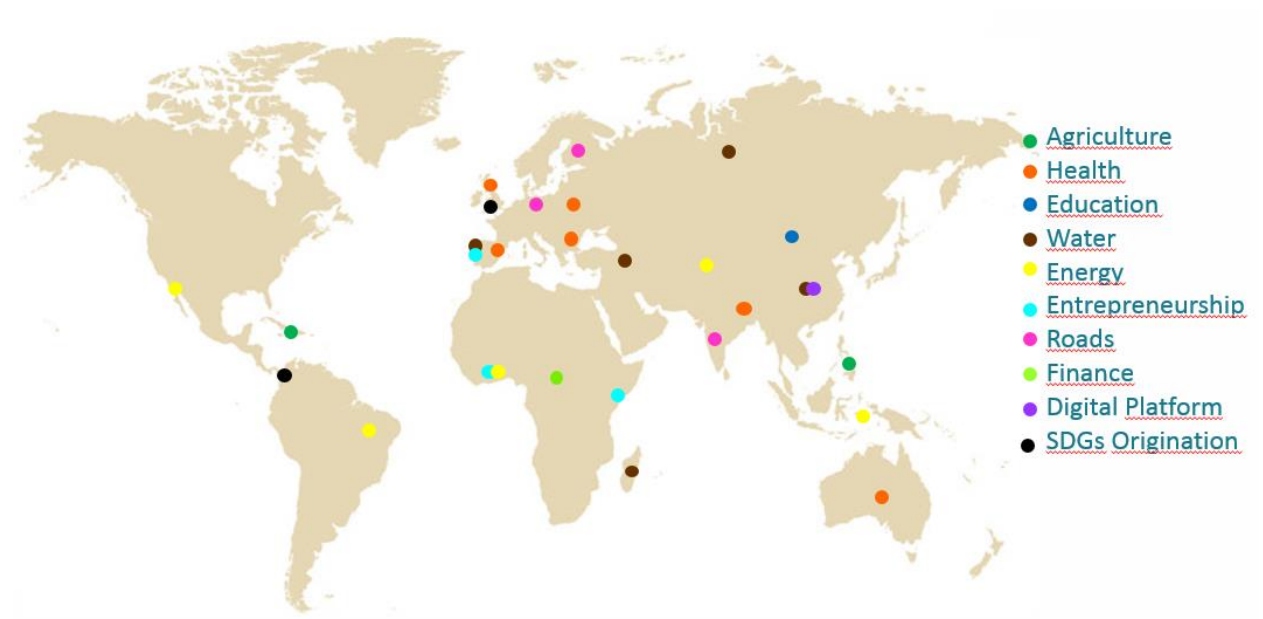 Agriculture
Health
Education
Water
Energy
Entrepreneurship
Roads
Finance
Digital Platform
SDGs Origination